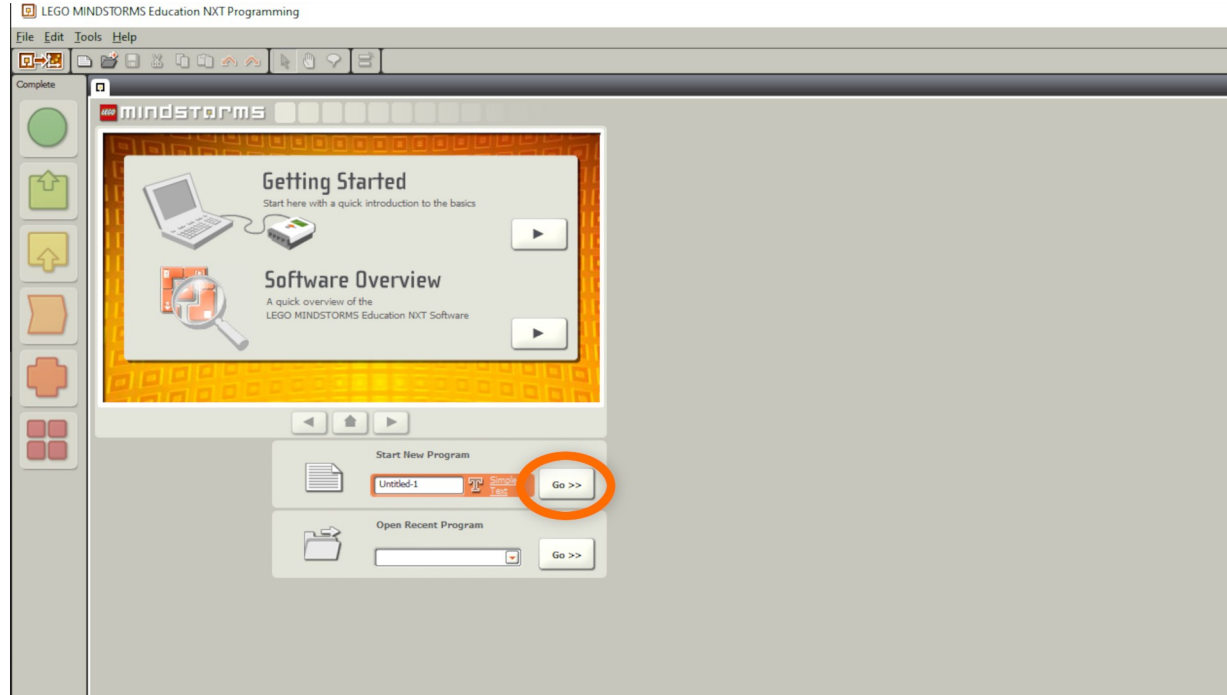 LEGO MINDSTORMS Education NXT Programming
File Edit Tools Help
Complete
LEGO mindstorms
Getting Started
Start here with a quick introduction to the basics
Software Overview
A quick overview of the
LEGO MINDSTORMS Education NXT Software
Start New Program
Untitled-1
T
Simple
Text
Go >>
Open Recent Program
Go >>